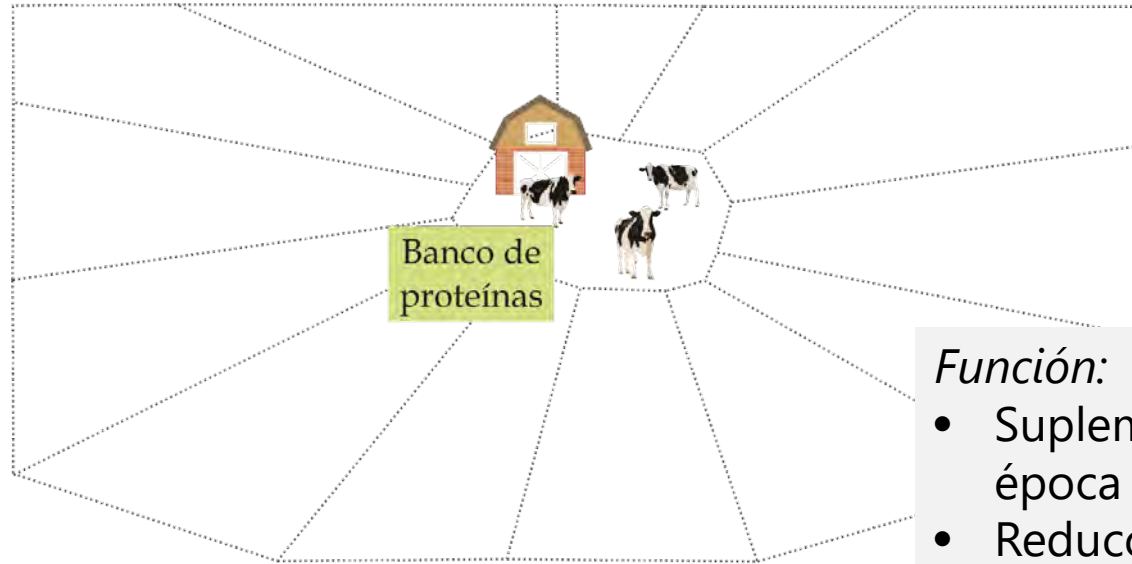 Banco de
proteínas
Función:
• 
época
•